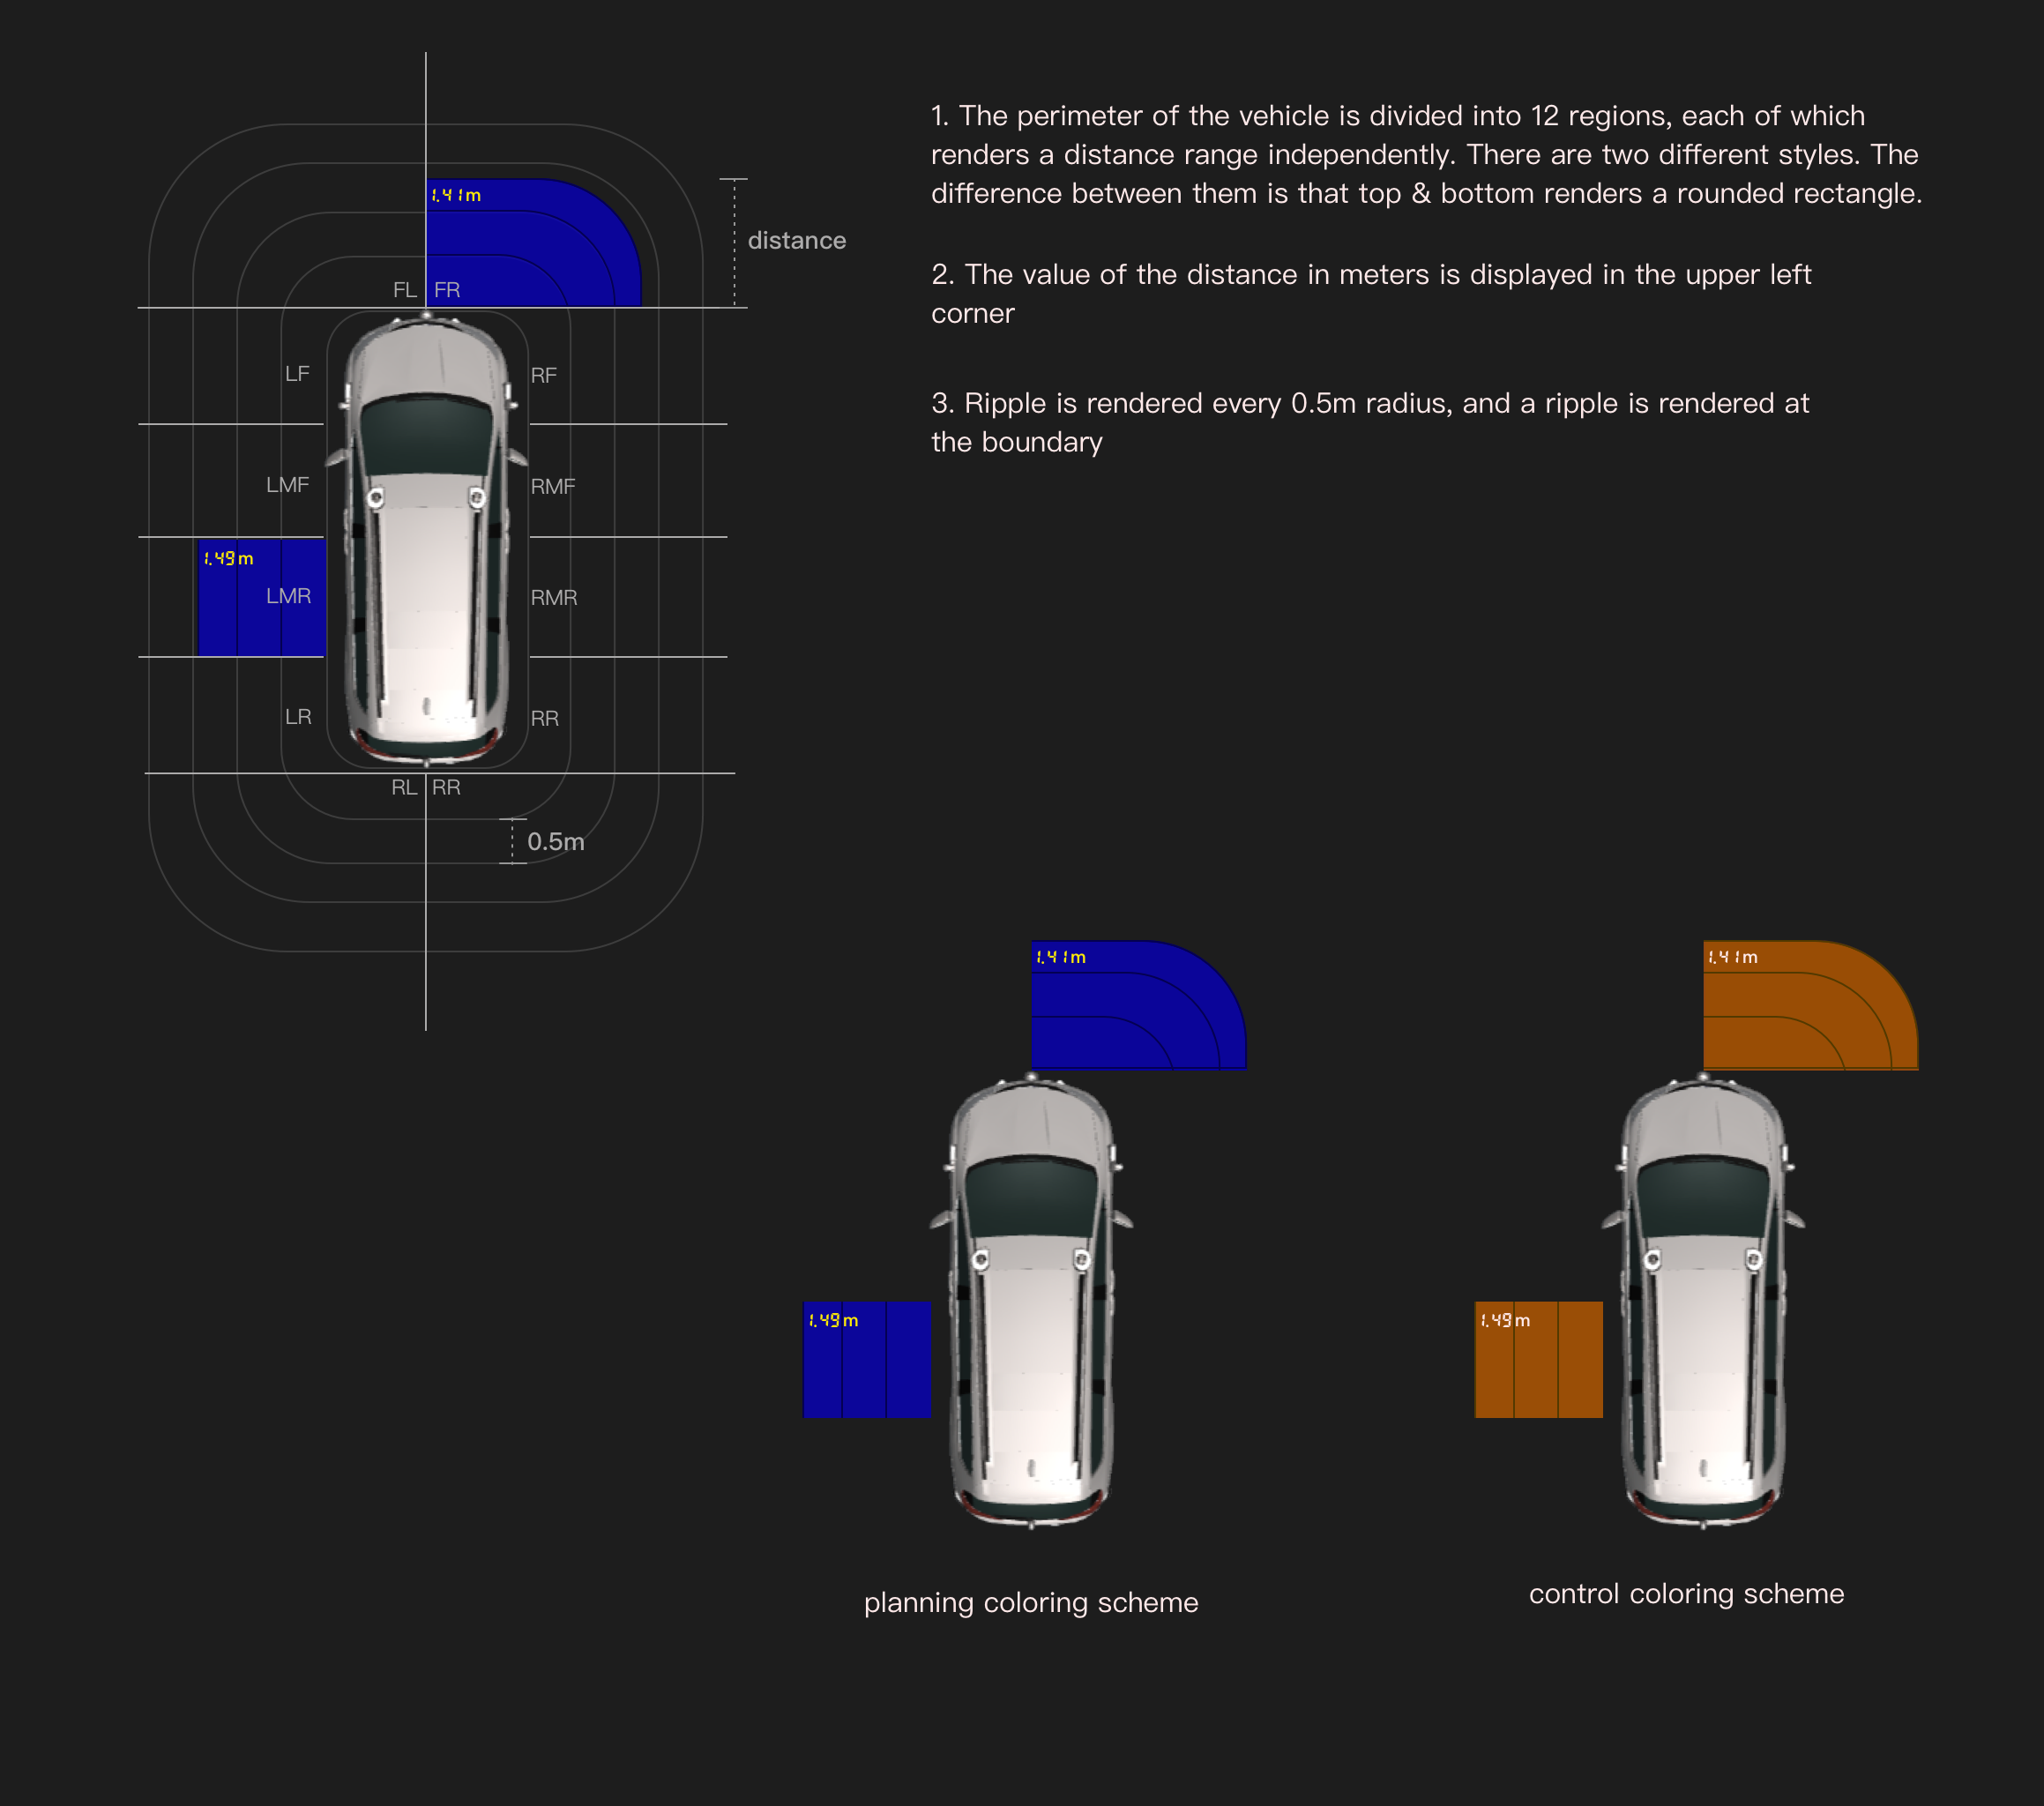 1. The perimeter of the vehicle is divided into 12 regions, each of which
renders a distance range independently. There are two different styles. The
difference between them is that top & bottom renders a rounded rectangle.
2. The value of the distance in meters is displayed in the upper left
corner
3. Ripple is rendered every 0.5m radius, and a ripple is rendered at
the boundary
1.41m
distance
FL FR
LF RF
LMF RMF
1.49m
LMR RMR
LR RR
RL RR
0.5m
1.41m
1.49m
planning coloring scheme
1.41m
1.49m
control coloring scheme